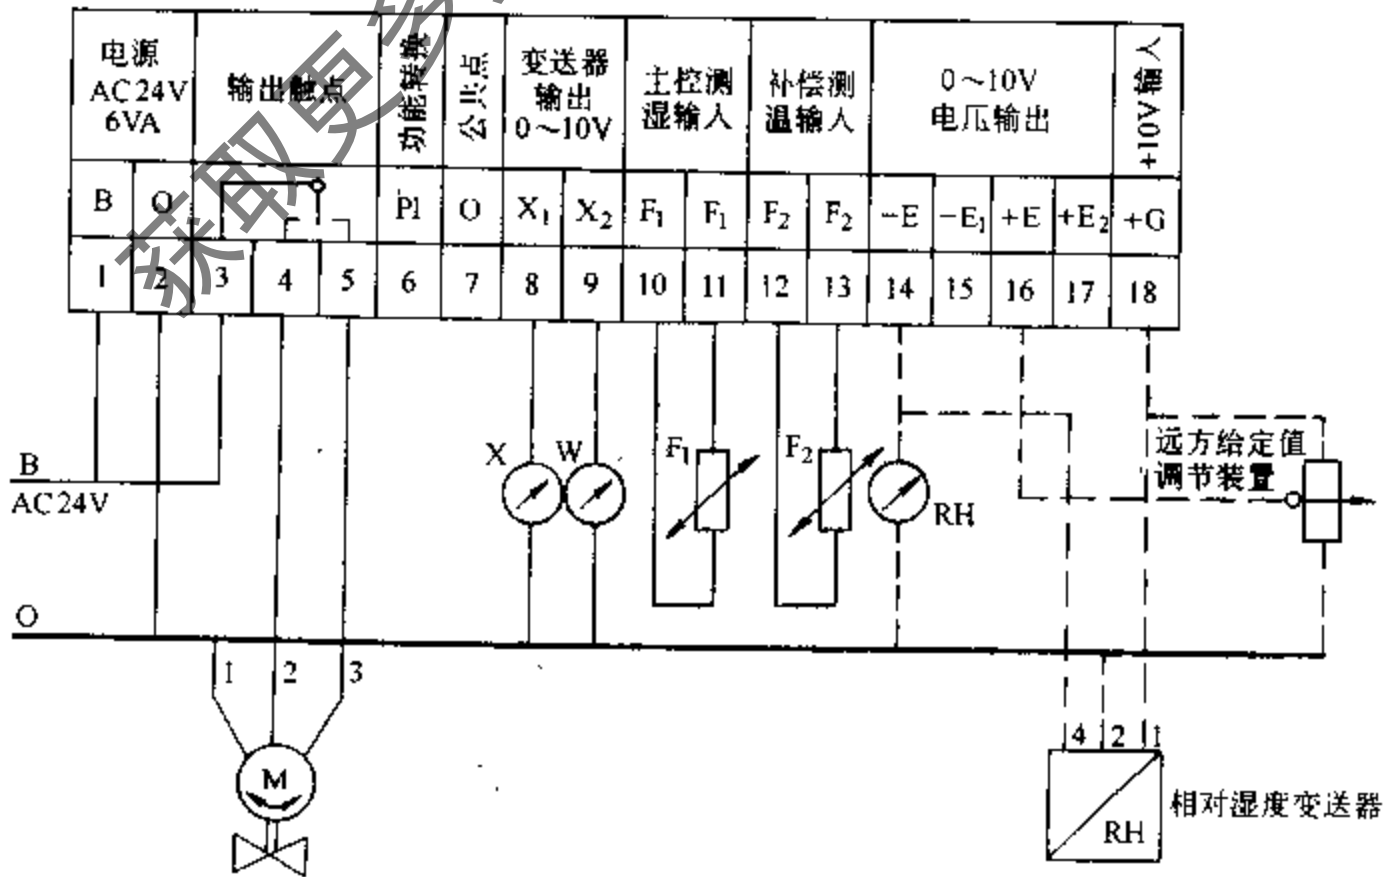 电源
AC24V
6VA
输出触点
功能转换
公共点
变送器
输出
0～10V
主控测
湿输入
补偿测
温输入
0～10V
电压输出
+10V输入
B O PI O X₁ X₂ F₁ F₁ F₂ F₂ −E −E₁ +E +E₂ +G
1 2 3 4 5 6 7 8 9 10 11 12 13 14 15 16 17 18
B
AC24V
X W F₁ F₂ RH
远方给定值
调节装置
O
1 2 3
M
4 2 1
RH
相对湿度变送器
获取更多